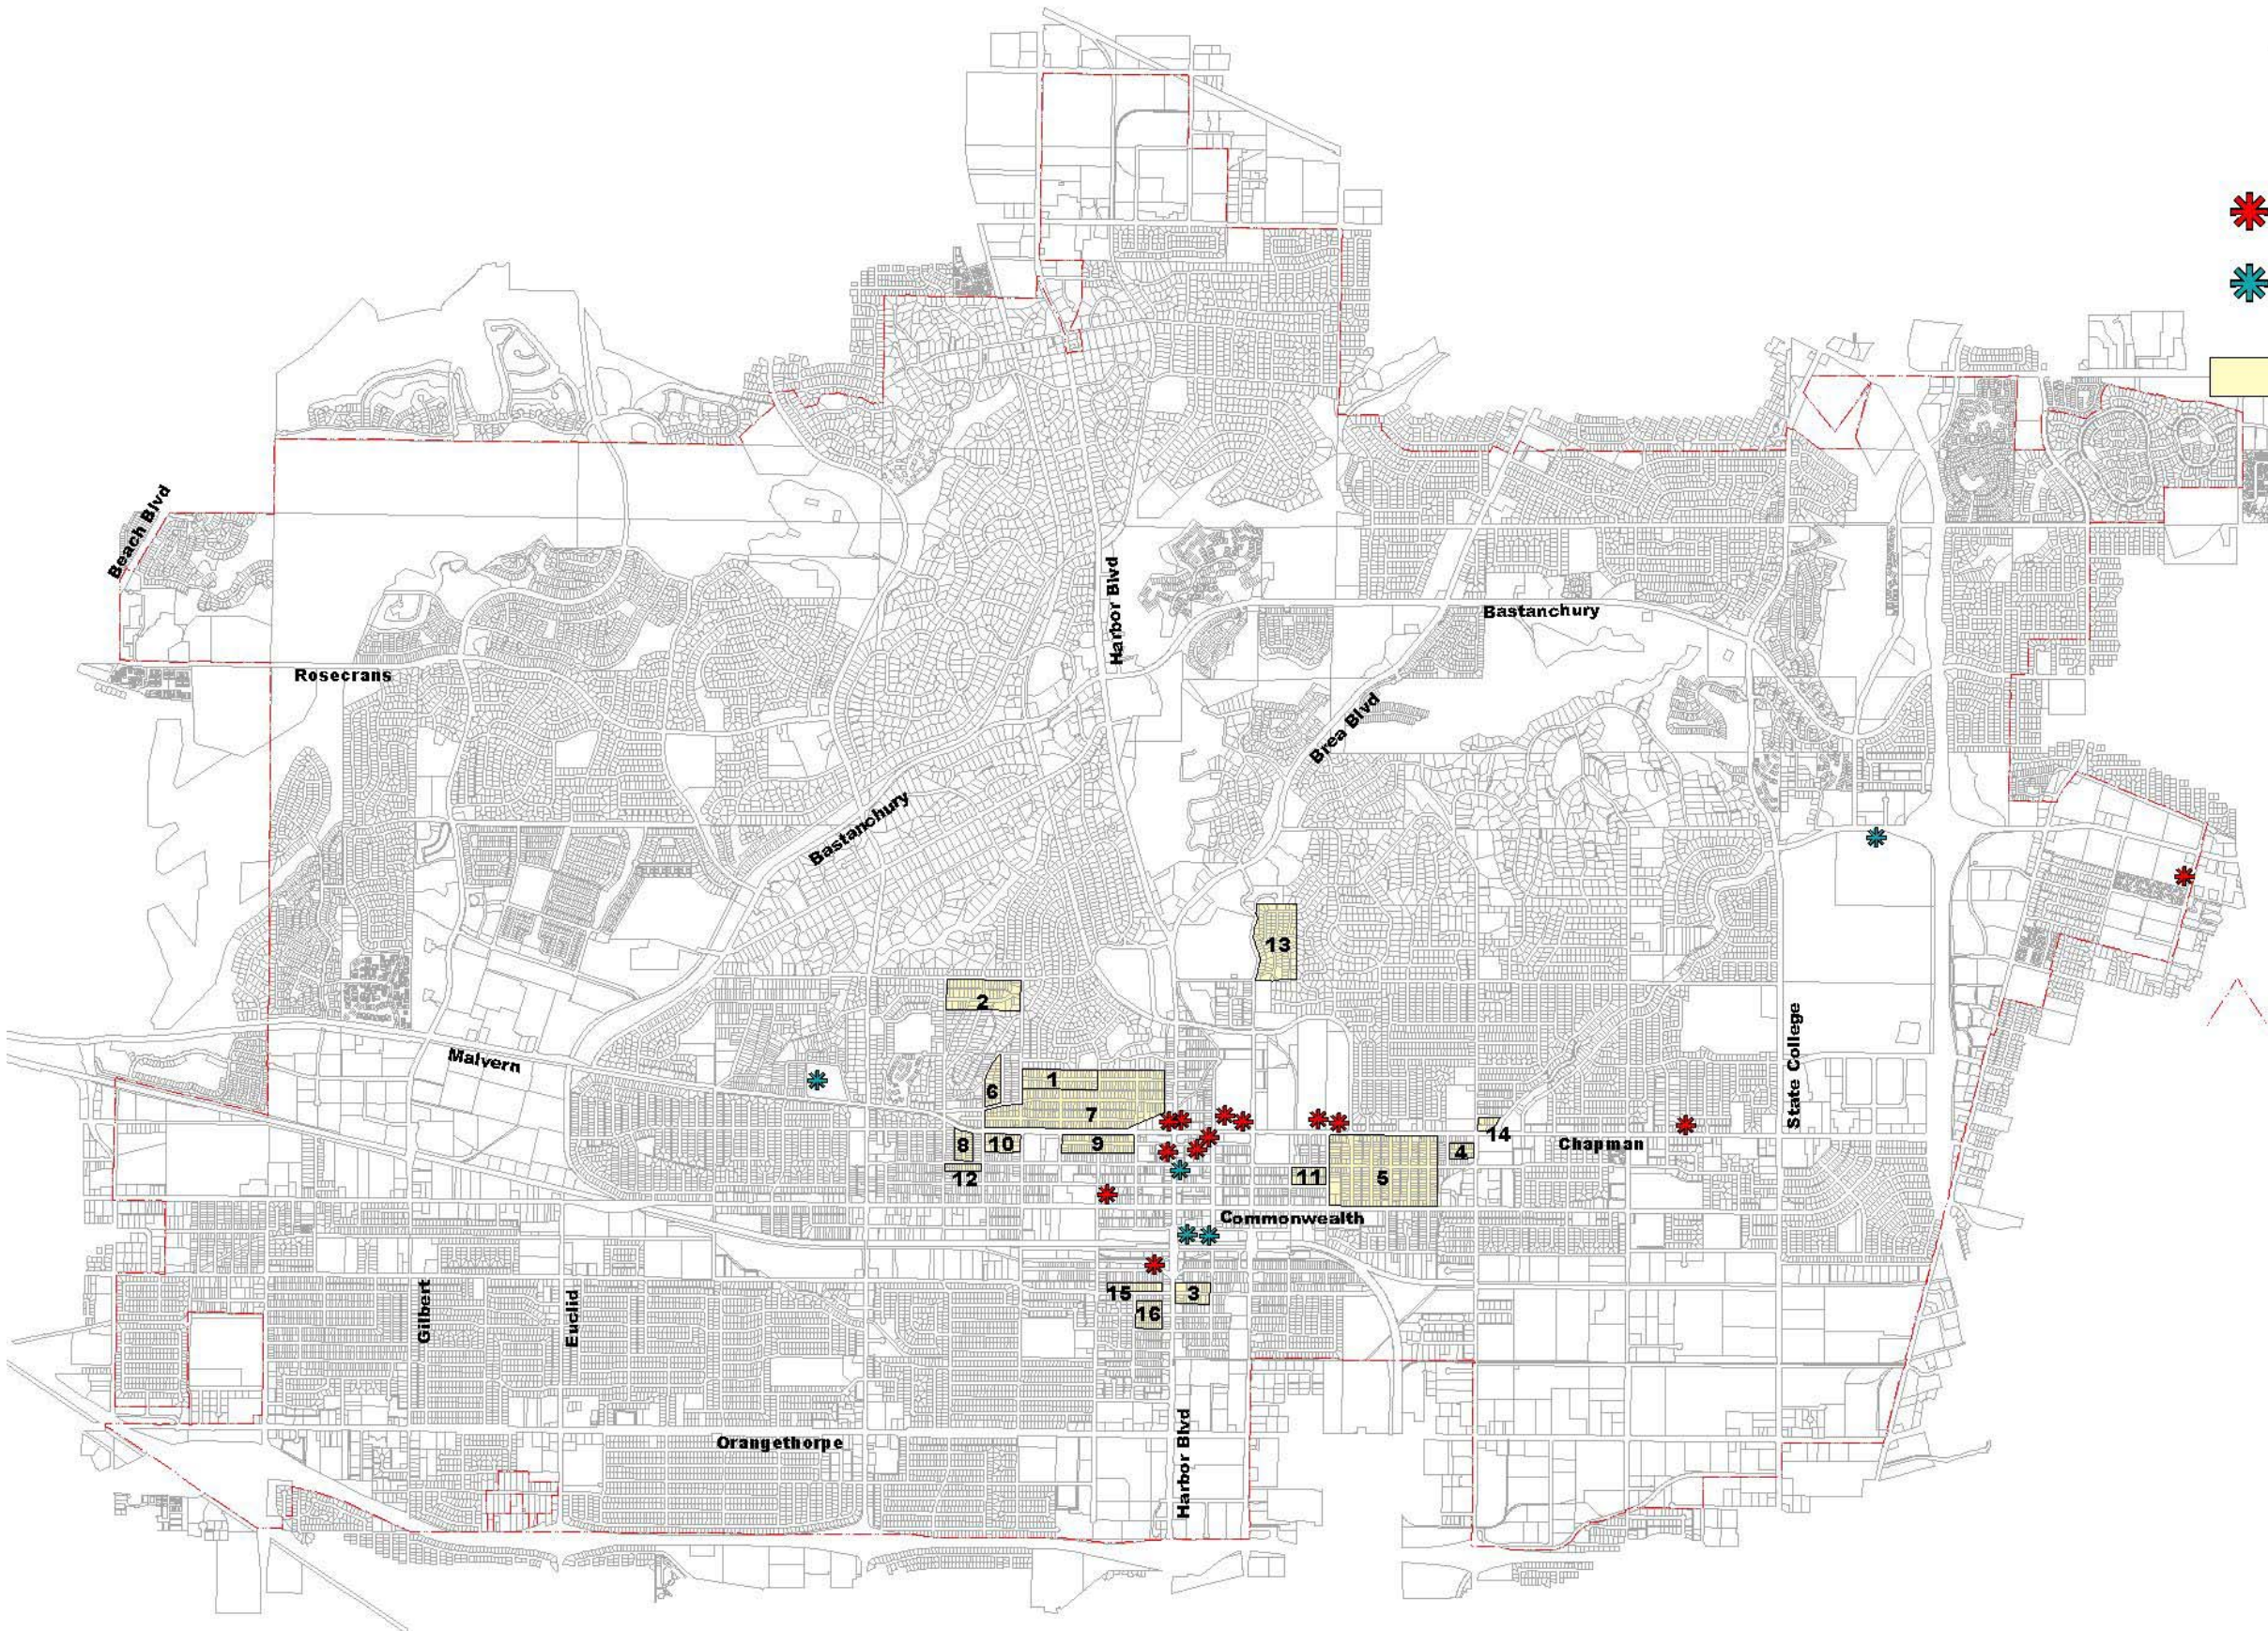 Beach Blvd
Harbor Blvd
Bastanchury
Rosecrans
Brea Blvd
Bastanchury
13
2
State College
Malvern
1
6
7
14
8
10
9
4
Chapman
12
11
5
Commonwealth
15
3
16
Gilbert
Euclid
Orangethorpe
Harbor Blvd